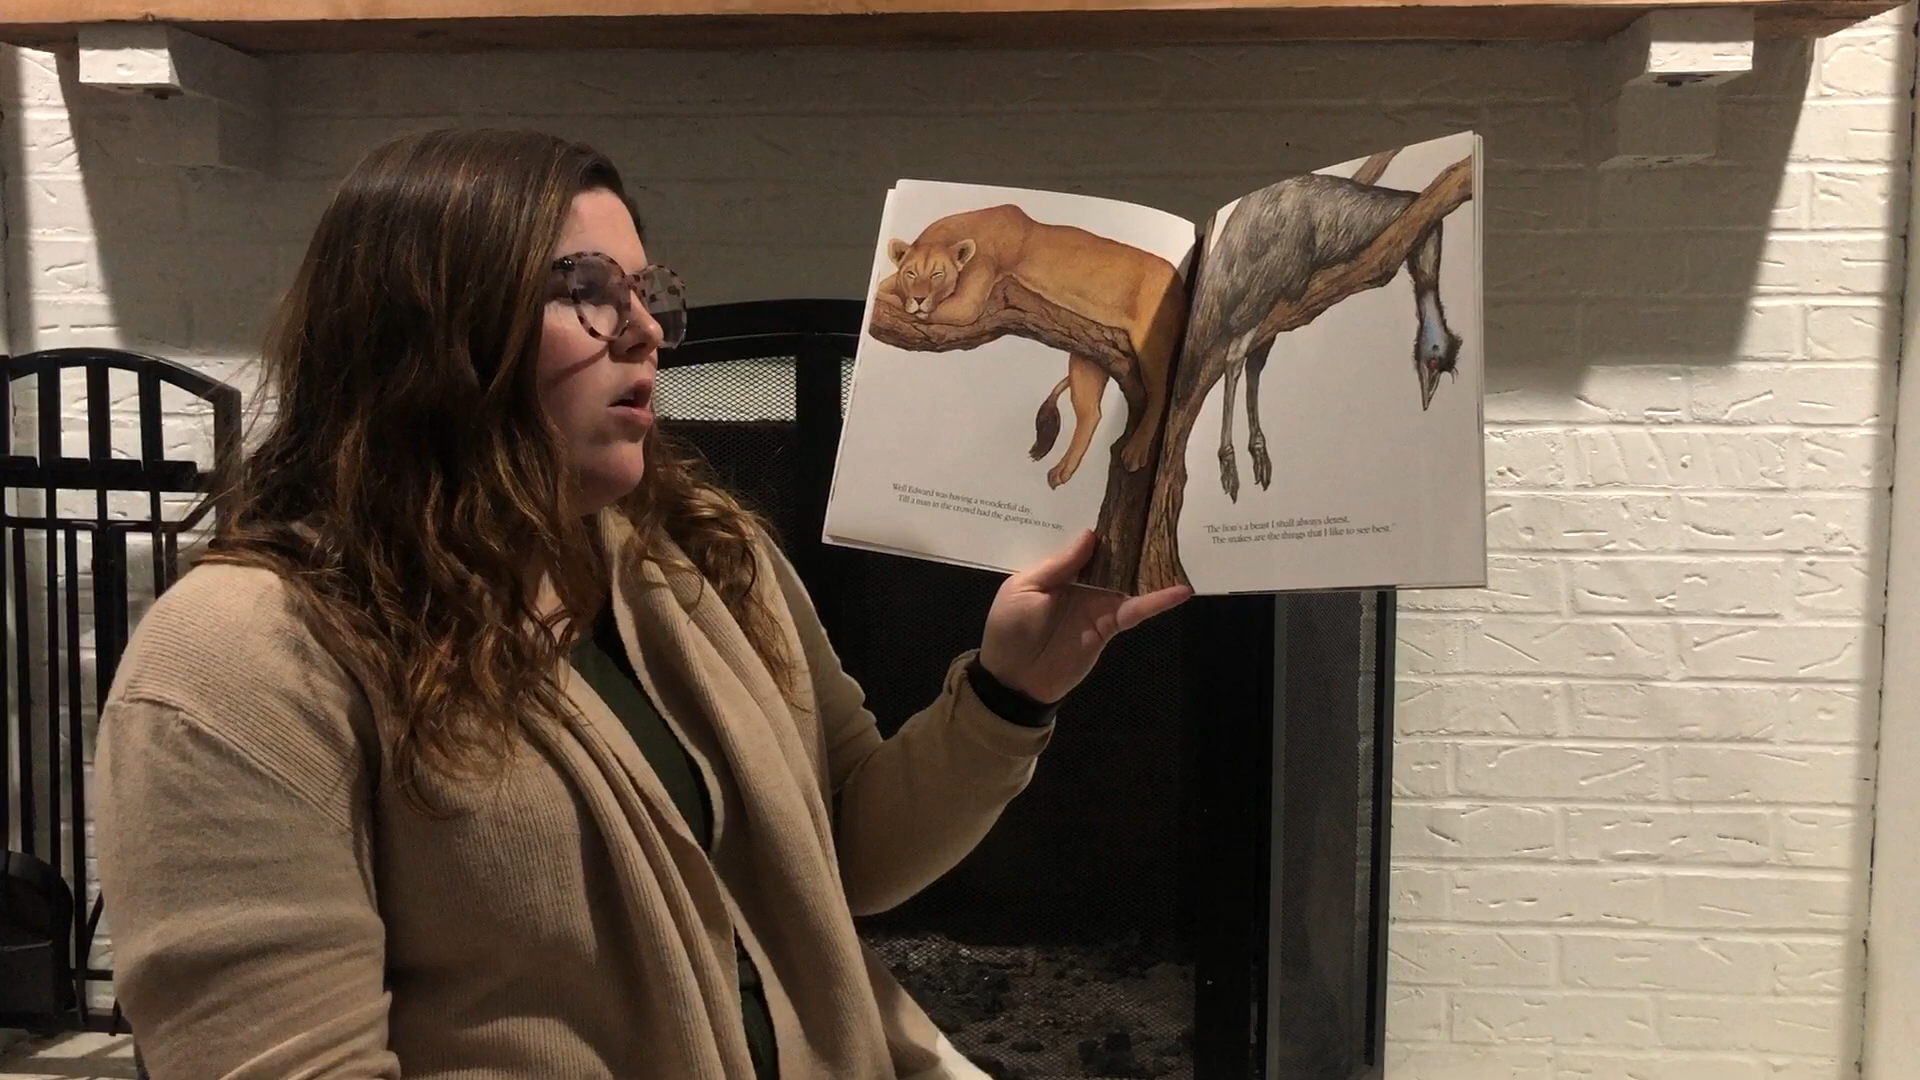 Well Edward was having a wonderful day,
Till a man in the crowd had the gumption to say,
"The lion's a beast I shall always detest,
The snakes are the things that I like to see best."